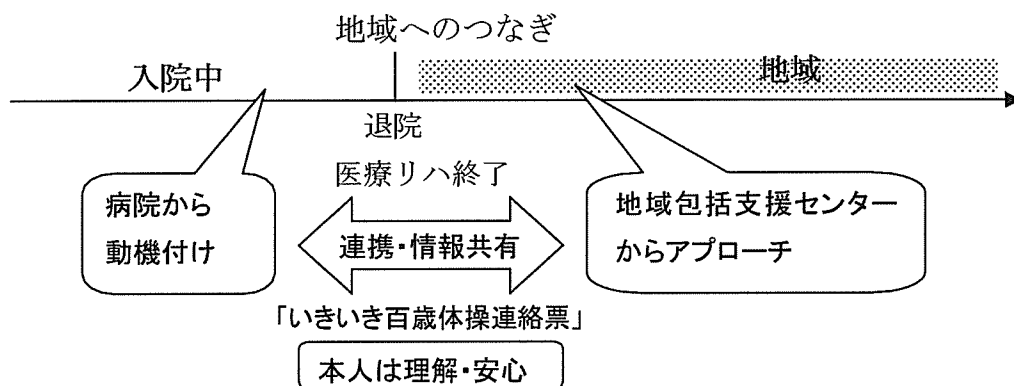 地域へのつなぎ
入院中
地域
退院
医療リハ終了
病院から
動機付け
連携・情報共有
地域包括支援センター
からアプローチ
「いきいき百歳体操連絡票」
本人は理解・安心